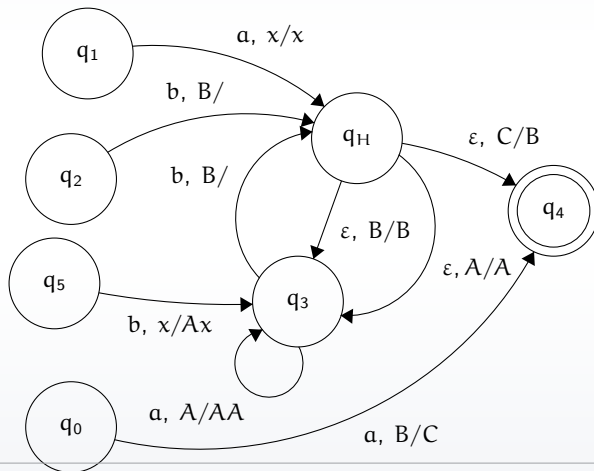 a, x/x
q1
b, B/
qH
ε, C/B
q2
b, B/
q4
ε, B/B
ε, A/A
q5
q3
b, x/Ax
a, A/AA
q0
a, B/C